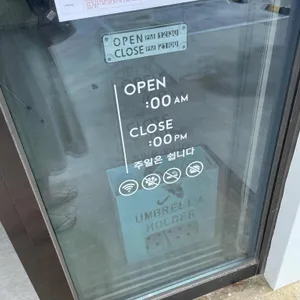 OPEN
CLOSE
OPEN
:00 AM
CLOSE
:00 PM
주일은 쉽니다
UMBRELLA
HOLDER